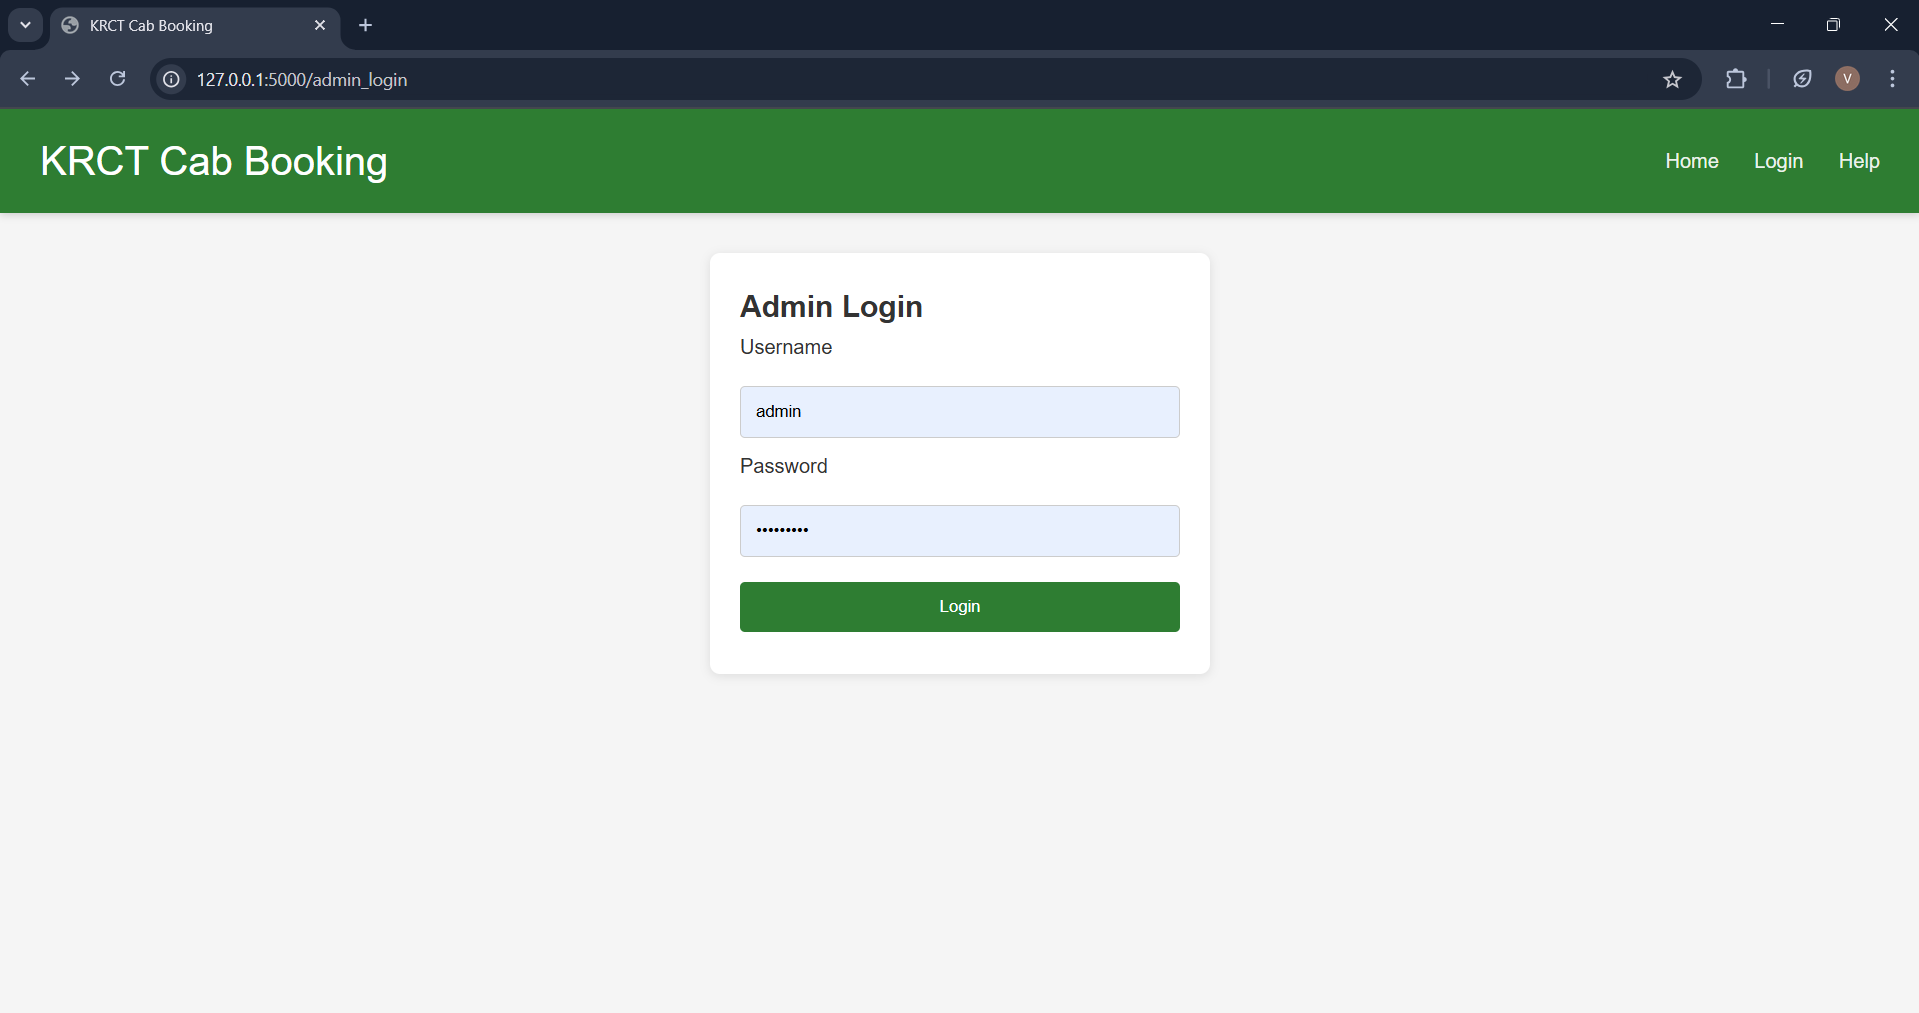 KRCT Cab Booking
127.0.0.1:5000/admin_login
V
KRCT Cab Booking
Home Login Help
Admin Login
Username
admin
Password
•••••••••
Login